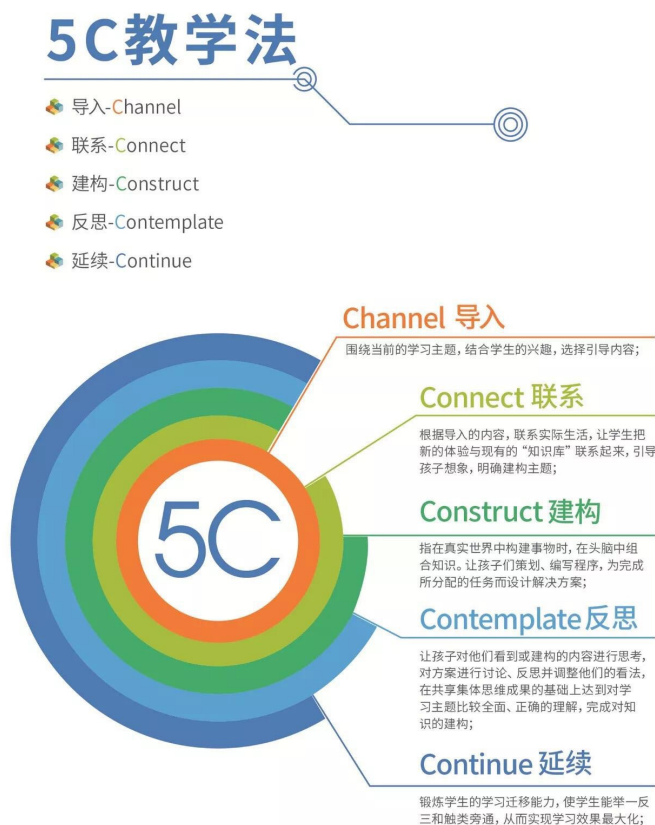 5C教学法
导入-Channel
联系-Connect
建构-Construct
反思-Contemplate
延续-Continue
Channel 导入
围绕当前的学习主题，结合学生的兴趣，选择引导内容；
Connect 联系
根据导入的内容，联系实际生活，让学生把
新的体验与现有的“知识库”联系起来，引导
孩子想象，明确建构主题；
5C
Construct 建构
指在真实世界中构建事物时，在头脑中组
合知识。让孩子们策划、编写程序，为完成
所分配的任务而设计解决方案；
Contemplate 反思
让孩子对他们看到或建构的内容进行思考，
对方案进行讨论、反思并调整他们的看法，
在共享集体思维成果的基础上达到对学
习主题比较全面、正确的理解，完成对知
识的建构；
Continue 延续
锻炼学生的学习迁移能力，使学生能举一反
三和触类旁通，从而实现学习效果最大化；